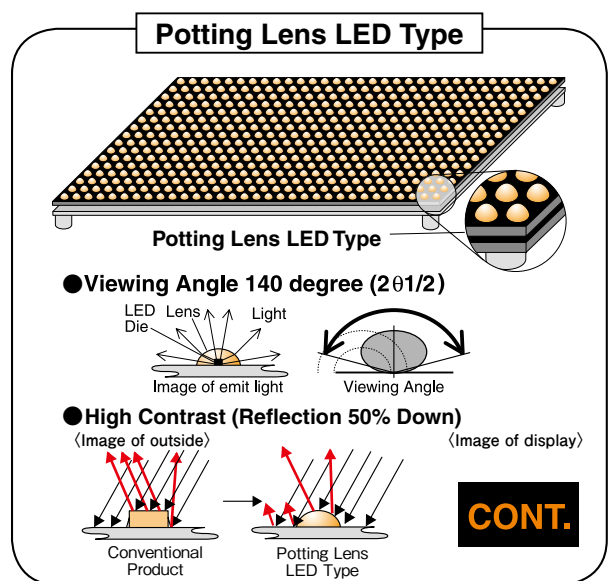 Potting Lens LED Type
Potting Lens LED Type
●Viewing Angle 140 degree (2θ1/2)
LED Die
Lens
Light
Image of emit light
Viewing Angle
●High Contrast (Reflection 50% Down)
〈Image of outside〉
〈Image of display〉
CONT.
Conventional
Product
Potting Lens
LED Type